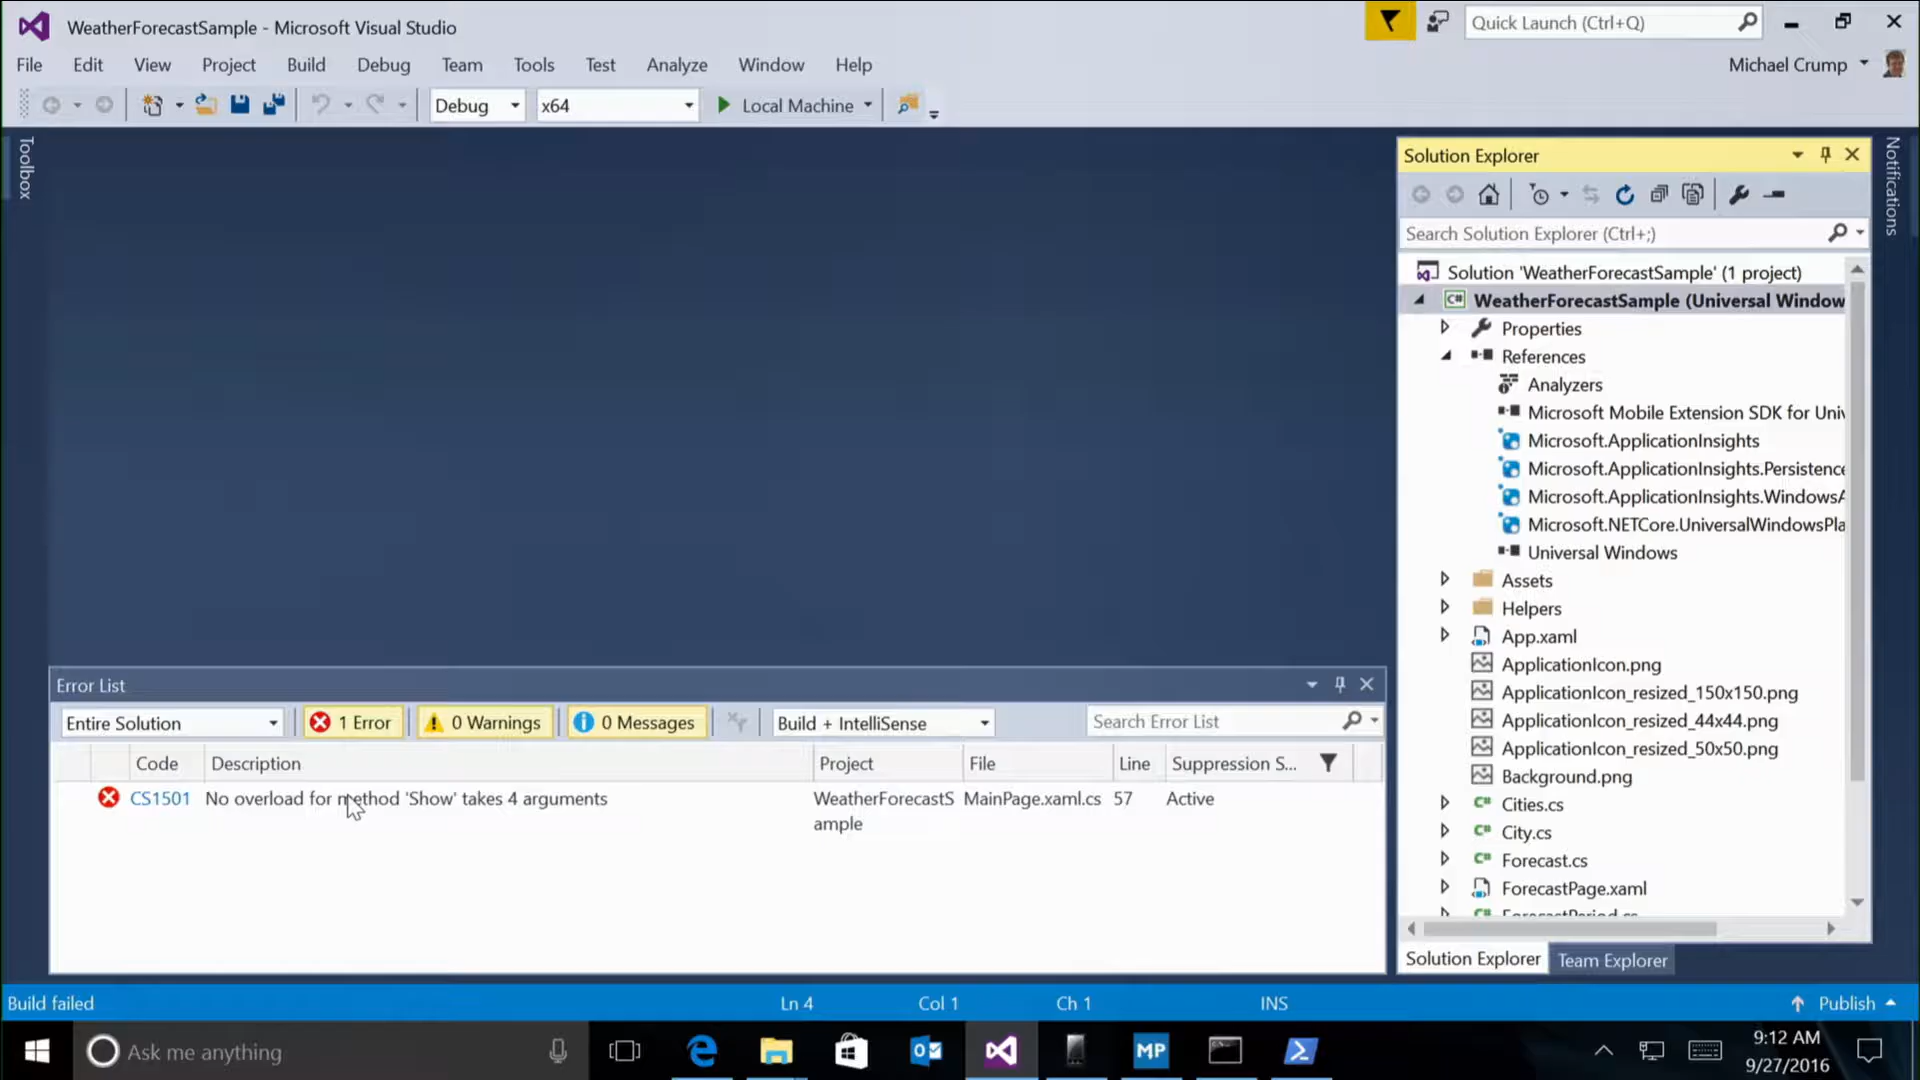 WeatherForecastSample - Microsoft Visual Studio
Quick Launch (Ctrl+Q)
File Edit View Project Build Debug Team Tools Test Analyze Window Help
Michael Crump
Debug x64 Local Machine
Toolbox
Solution Explorer
Notifications
Search Solution Explorer (Ctrl+;)
Solution 'WeatherForecastSample' (1 project)
C# WeatherForecastSample (Universal Window
Properties
References
Analyzers
Microsoft Mobile Extension SDK for Univ
Microsoft.ApplicationInsights
Microsoft.ApplicationInsights.Persistence
Microsoft.ApplicationInsights.WindowsA
Microsoft.NETCore.UniversalWindowsPla
Universal Windows
Assets
Helpers
App.xaml
ApplicationIcon.png
ApplicationIcon_resized_150x150.png
ApplicationIcon_resized_44x44.png
ApplicationIcon_resized_50x50.png
Background.png
C# Cities.cs
C# City.cs
C# Forecast.cs
ForecastPage.xaml
C# ForecastPeriod.cs
Solution Explorer Team Explorer
Error List
Entire Solution 1 Error 0 Warnings 0 Messages Build + IntelliSense Search Error List
Code Description Project File Line Suppression S...
CS1501 No overload for method 'Show' takes 4 arguments WeatherForecastS MainPage.xaml.cs 57 Active
ample
Build failed Ln 4 Col 1 Ch 1 INS Publish
Ask me anything
MP
9:12 AM
9/27/2016